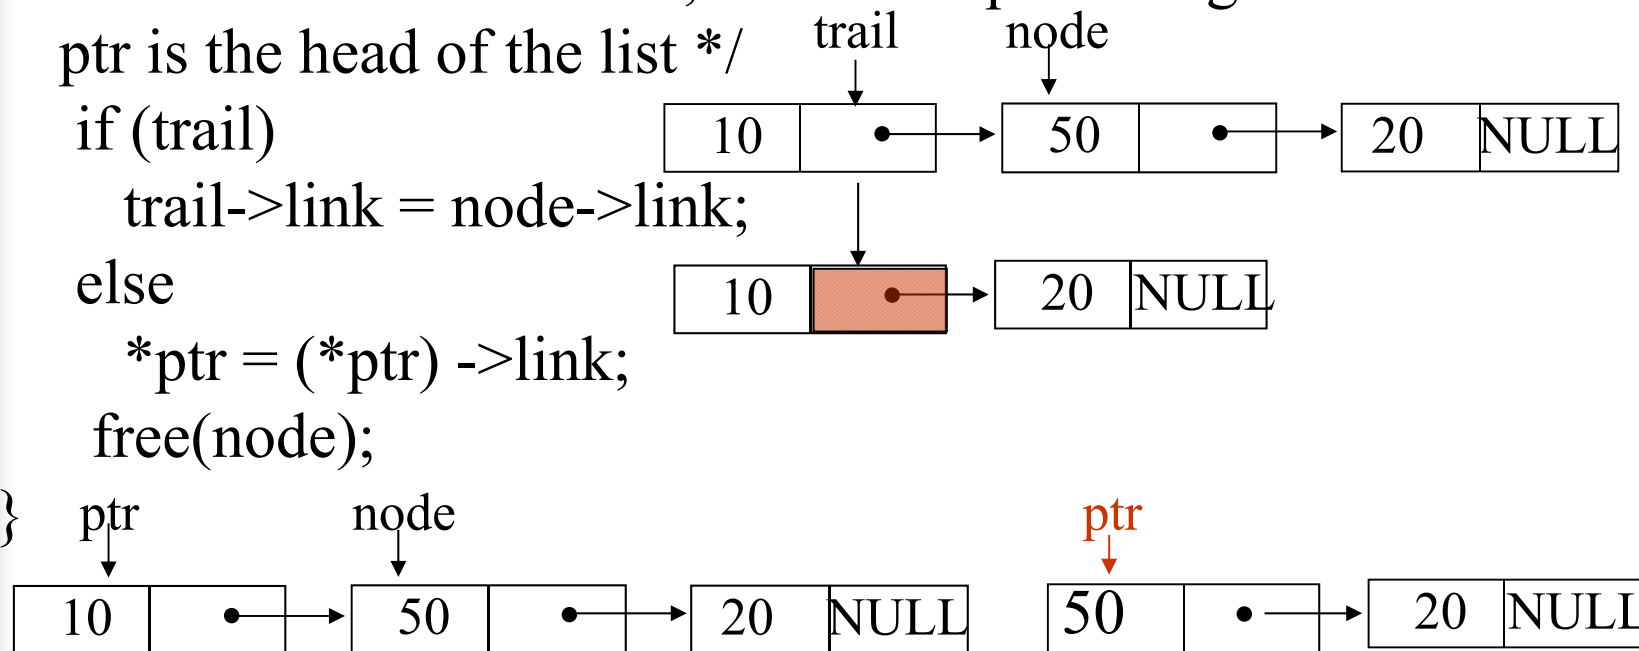 ptr is the head of the list */
trail node
if (trail)
10 50 20 NULL
trail->link = node->link;
else
10 20 NULL
*ptr = (*ptr) ->link;
free(node);
}
ptr node ptr
10 50 20 NULL 50 20 NULL